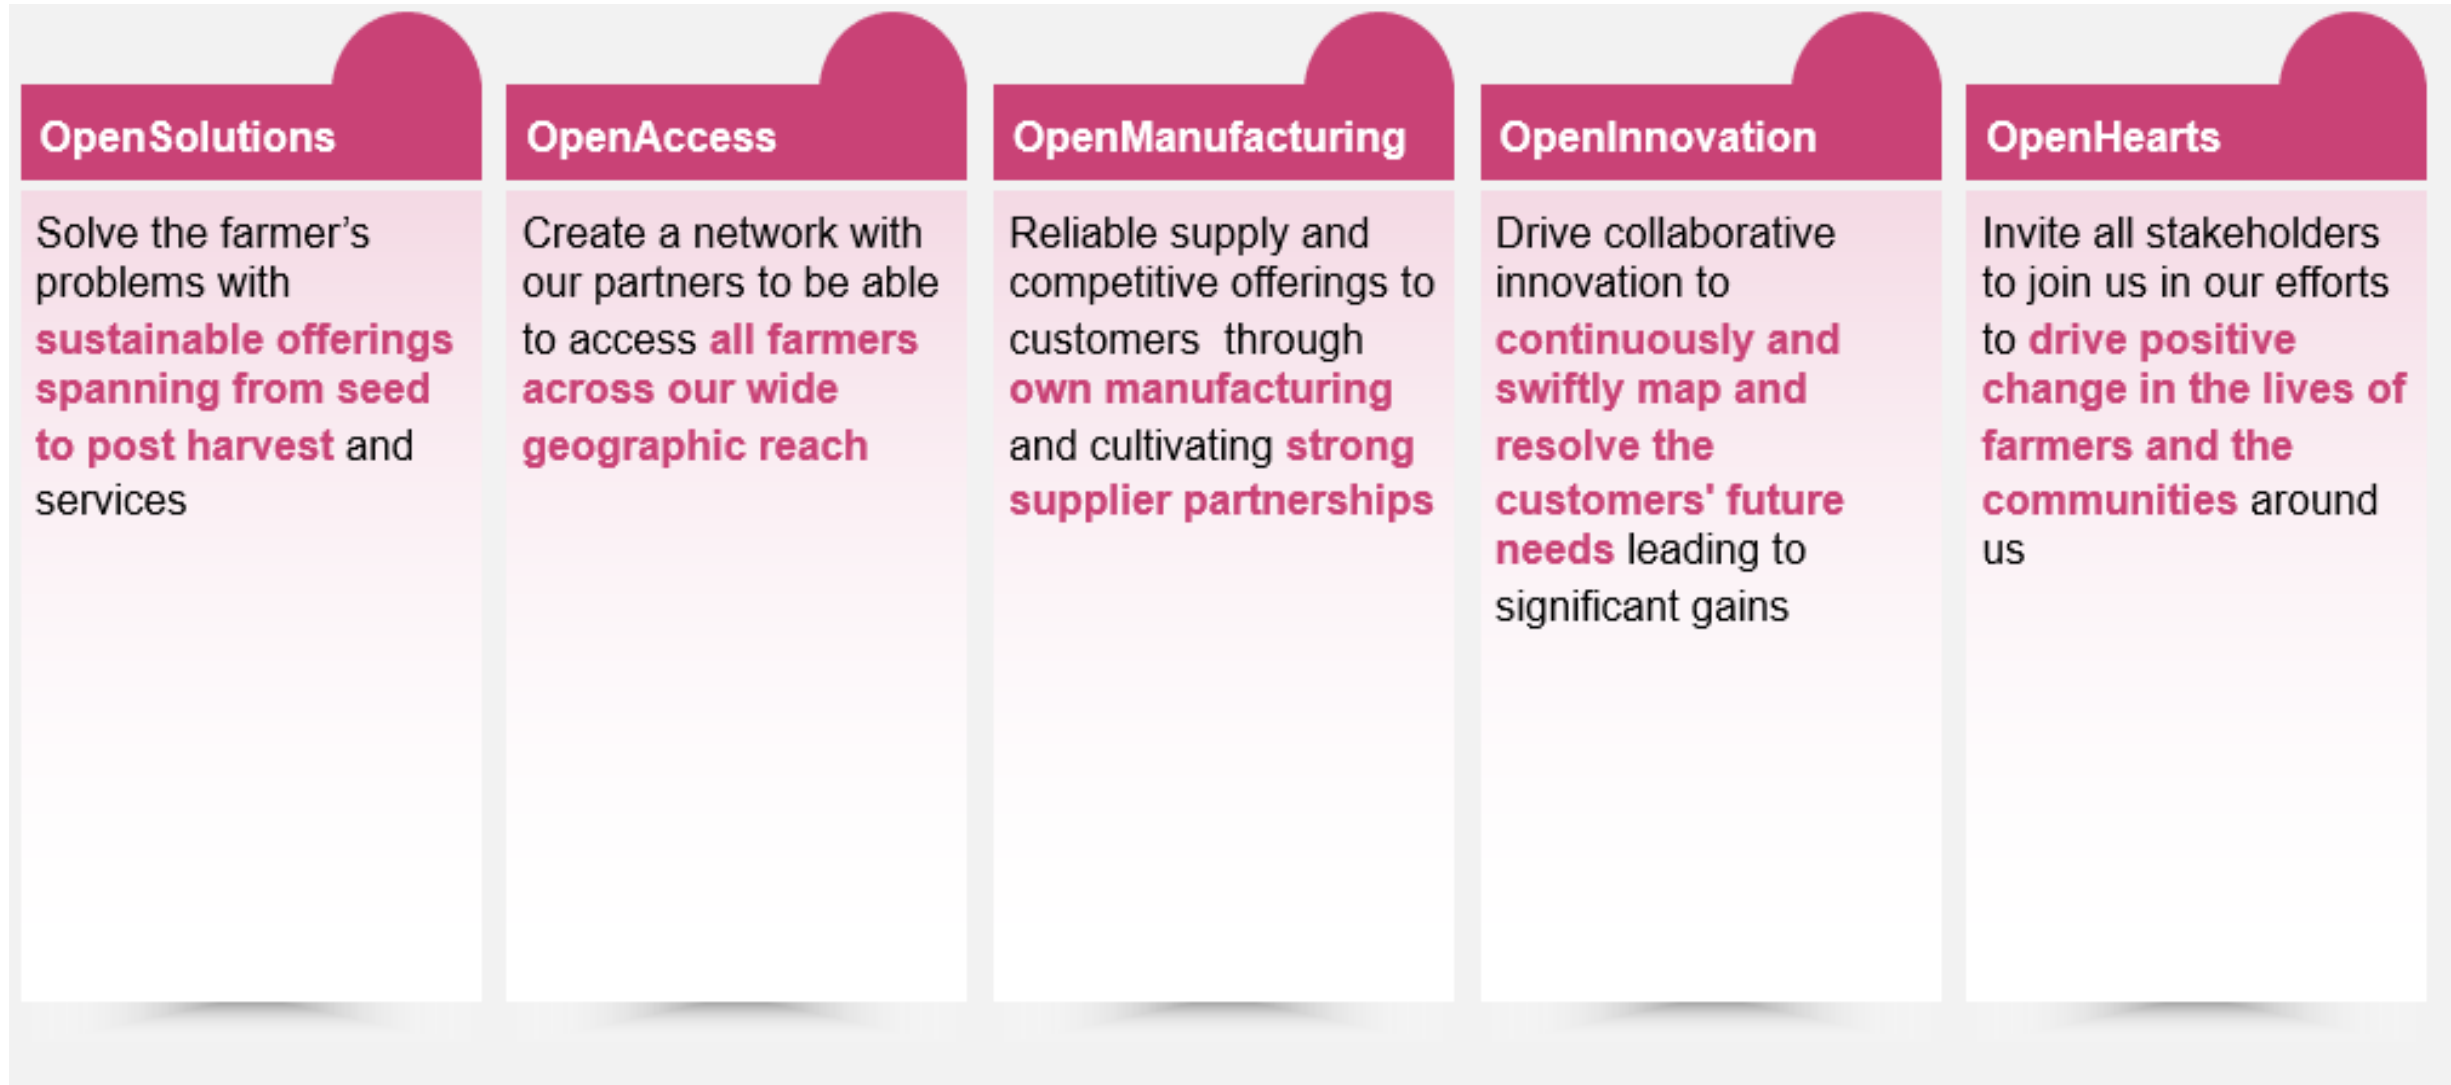 OpenSolutions
Solve the farmer’s
problems with
sustainable offerings
spanning from seed
to post harvest and
services
OpenAccess
Create a network with
our partners to be able
to access all farmers
across our wide
geographic reach
OpenManufacturing
Reliable supply and
competitive offerings to
customers  through
own manufacturing
and cultivating strong
supplier partnerships
OpenInnovation
Drive collaborative
innovation to
continuously and
swiftly map and
resolve the
customers' future
needs leading to
significant gains
OpenHearts
Invite all stakeholders
to join us in our efforts
to drive positive
change in the lives of
farmers and the
communities around
us